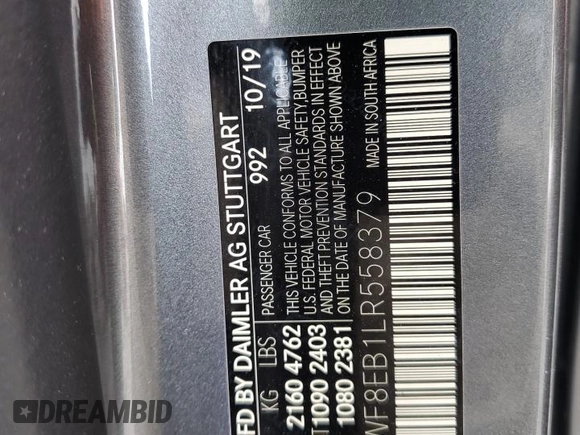 MFD BY DAIMLER AG STUTTGART
992 10/19
KG LBS
2160 4762
1090 2403
1080 2381
PASSENGER CAR
THIS VEHICLE CONFORMS TO ALL APPLICABLE
U.S. FEDERAL MOTOR VEHICLE SAFETY, BUMPER
AND THEFT PREVENTION STANDARDS IN EFFECT
ON THE DATE OF MANUFACTURE SHOWN ABOVE
WF8EB1LR558379
MADE IN SOUTH AFRICA
DREAMBID